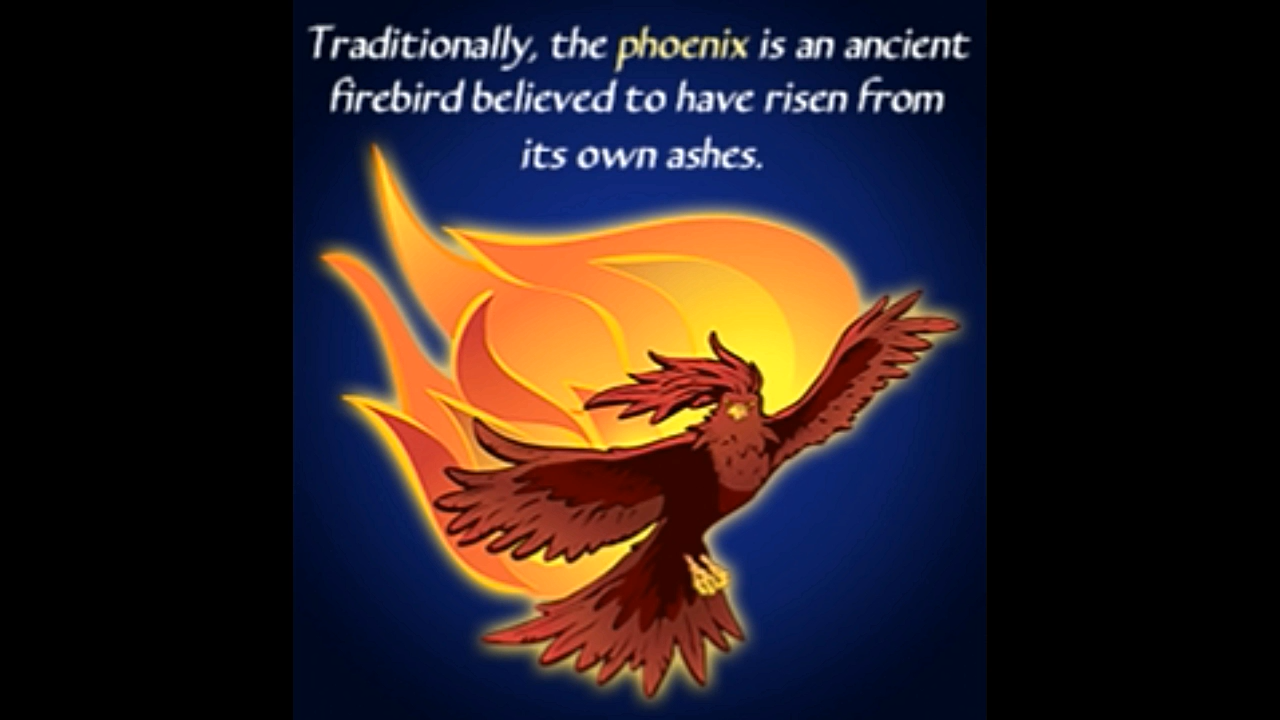 Traditionally, the phoenix is an ancient
firebird believed to have risen from
its own ashes.